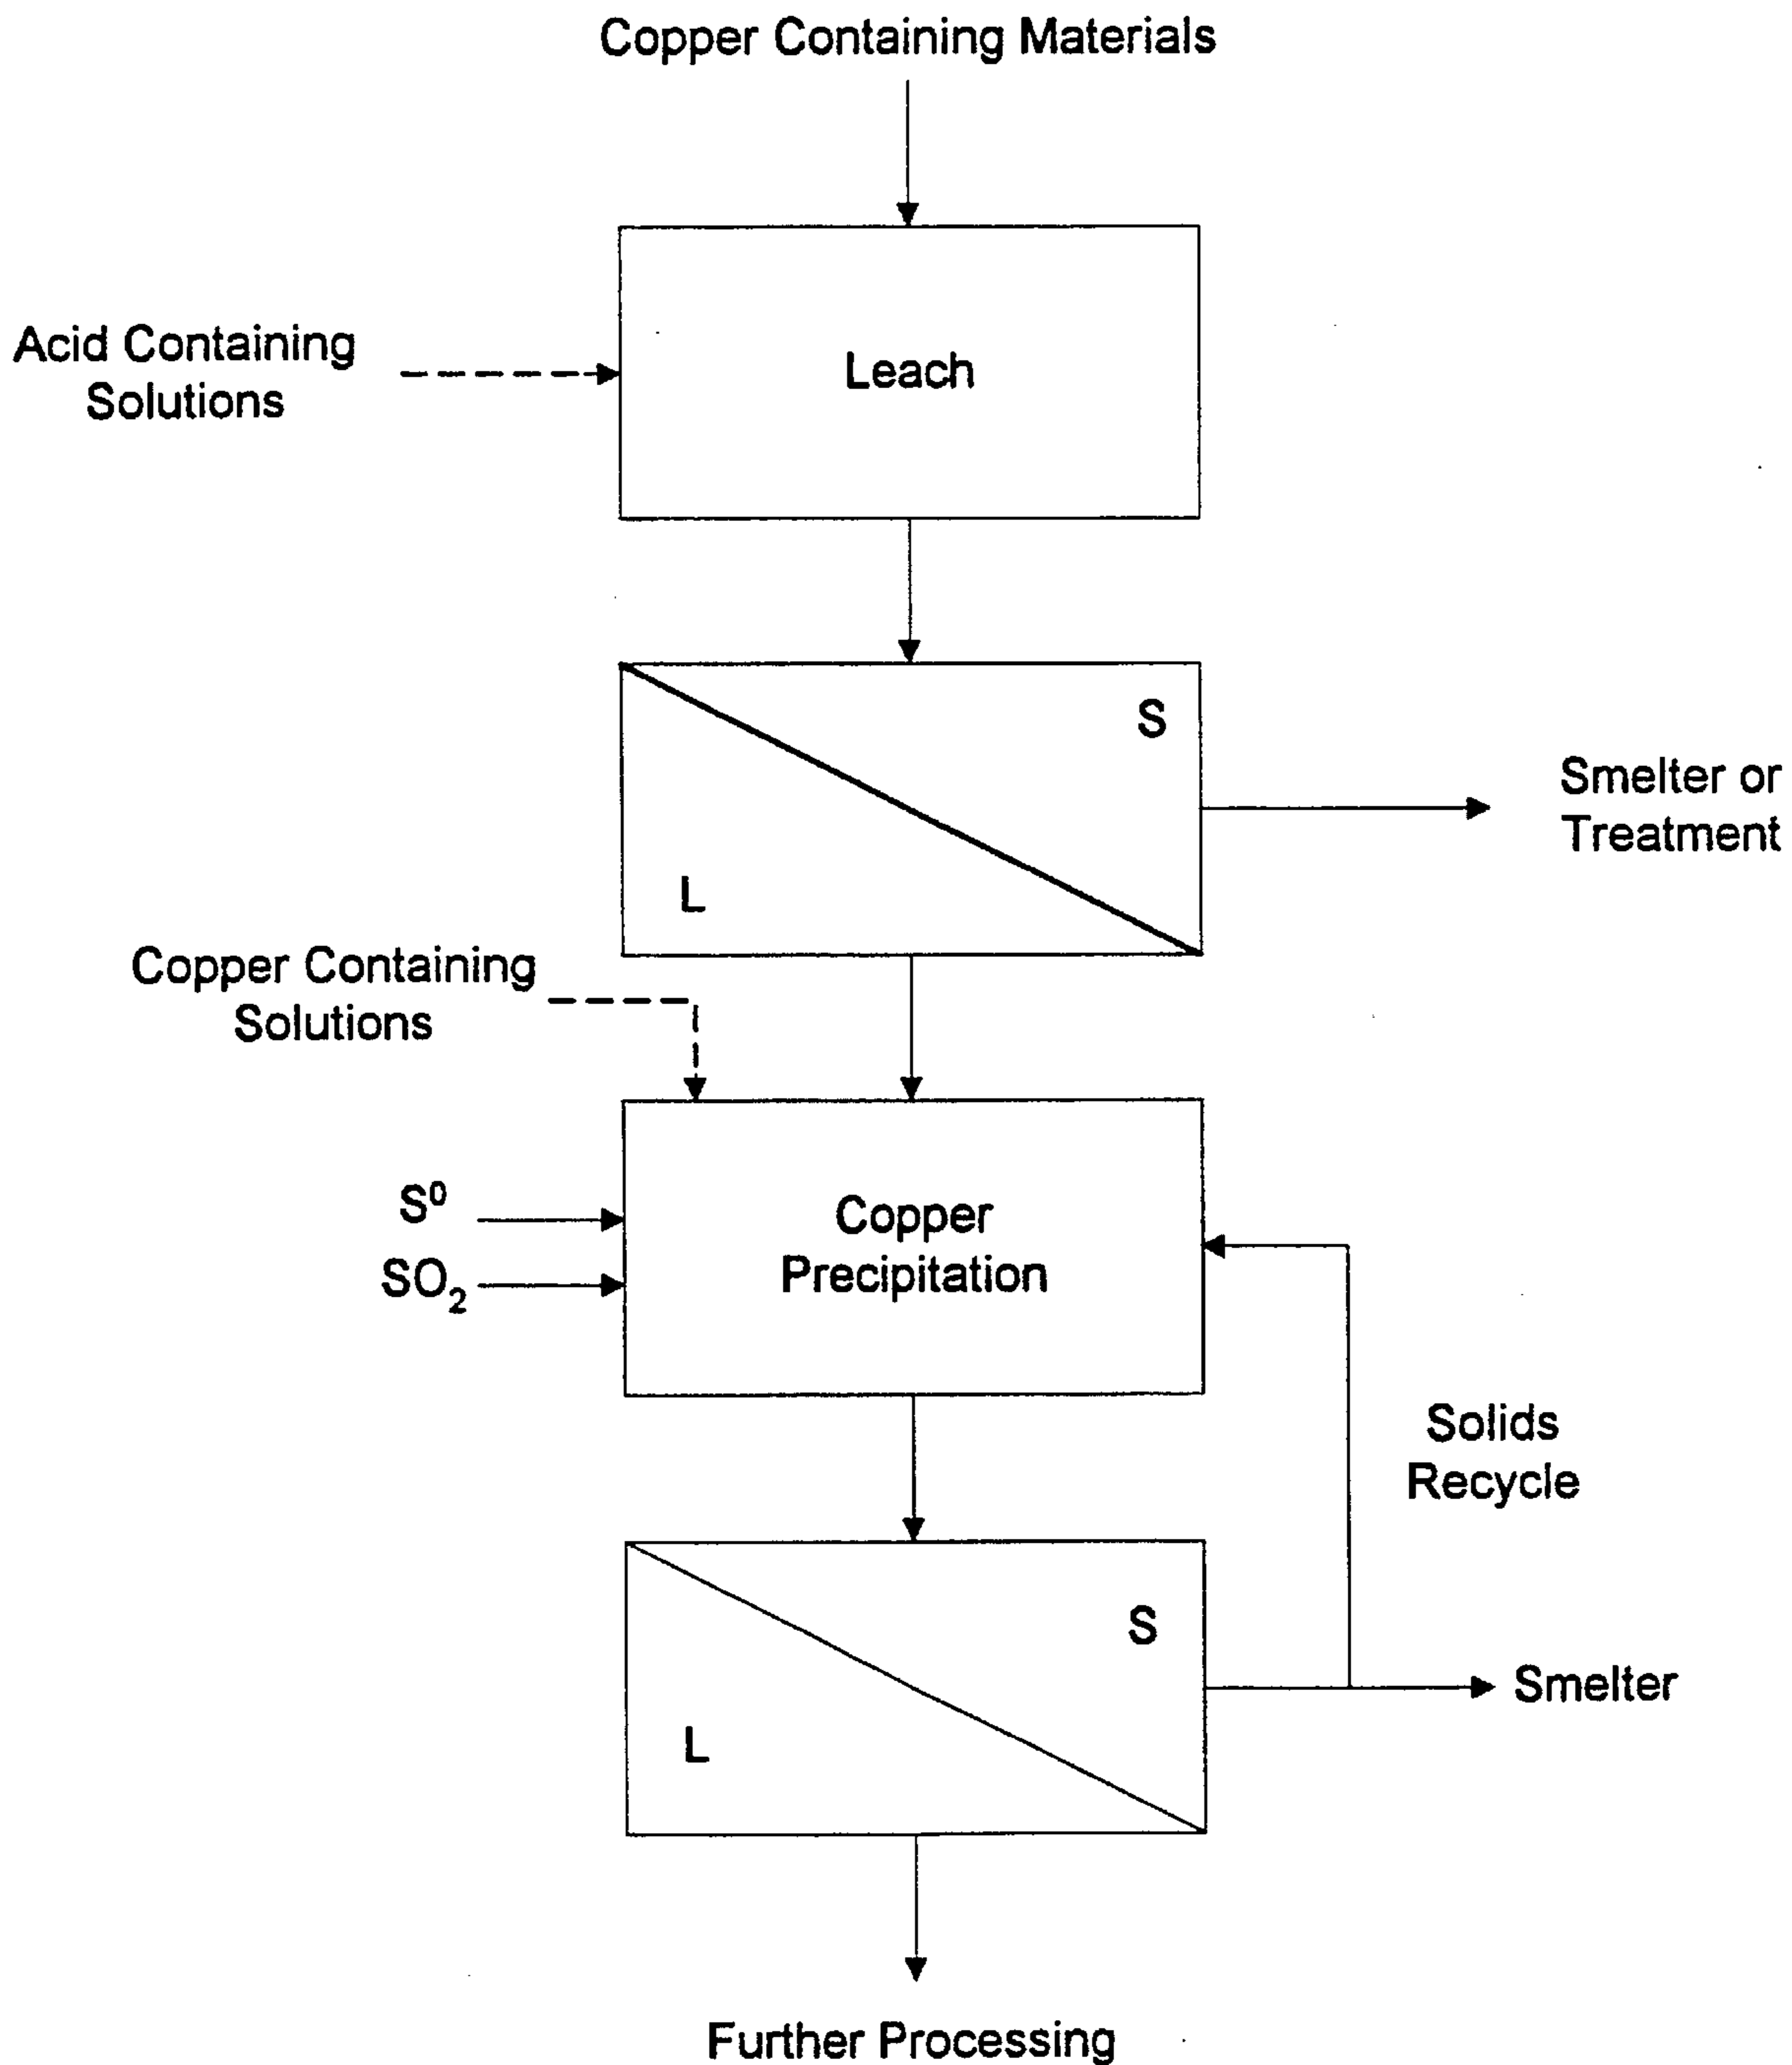 Copper Containing Materials
Acid Containing
Solutions
Leach
S
L
Smelter or
Treatment
Copper Containing
Solutions
S⁰
SO₂
Copper
Precipitation
Solids
Recycle
S
L
Smelter
Further Processing